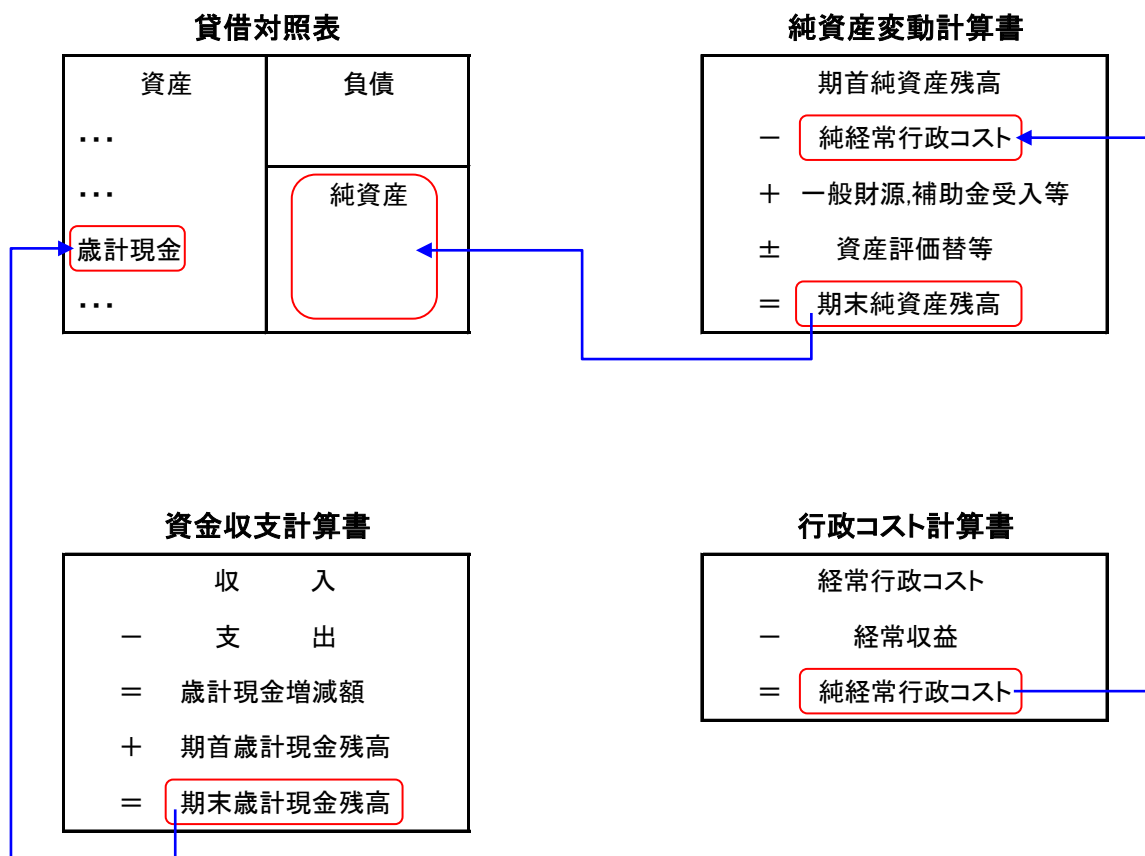 貸借対照表
資産
負債
・・・
・・・
純資産
歳計現金
・・・
純資産変動計算書
期首純資産残高
－ 純経常行政コスト
＋ 一般財源,補助金受入等
± 資産評価替等
＝ 期末純資産残高
資金収支計算書
収 入
－ 支 出
＝ 歳計現金増減額
＋ 期首歳計現金残高
＝ 期末歳計現金残高
行政コスト計算書
経常行政コスト
－ 経常収益
＝ 純経常行政コスト